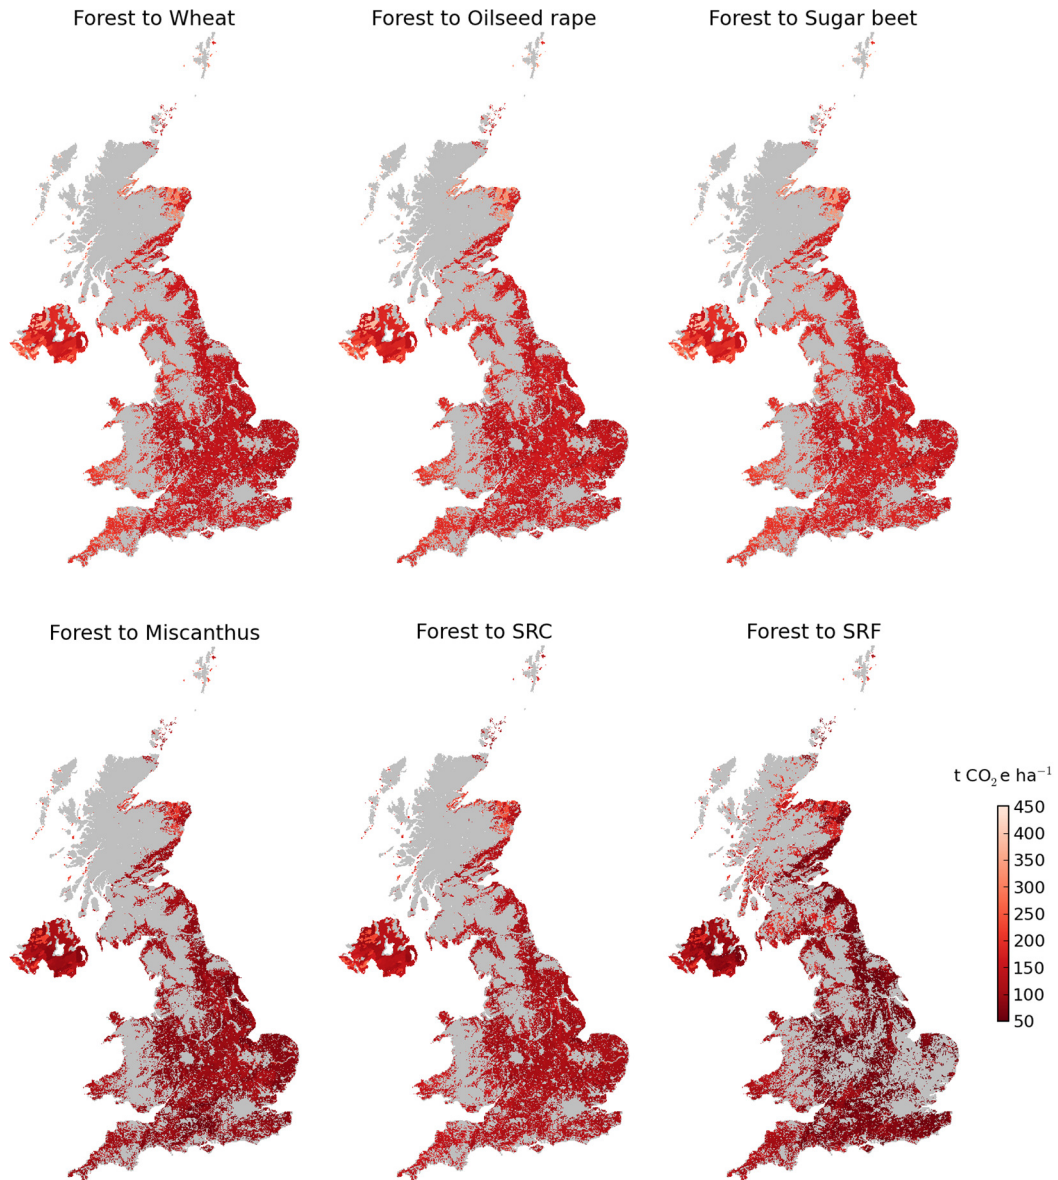 Forest to Wheat
Forest to Oilseed rape
Forest to Sugar beet
Forest to Miscanthus
Forest to SRC
Forest to SRF
t CO₂e ha⁻¹
450
400
350
300
250
200
150
100
50